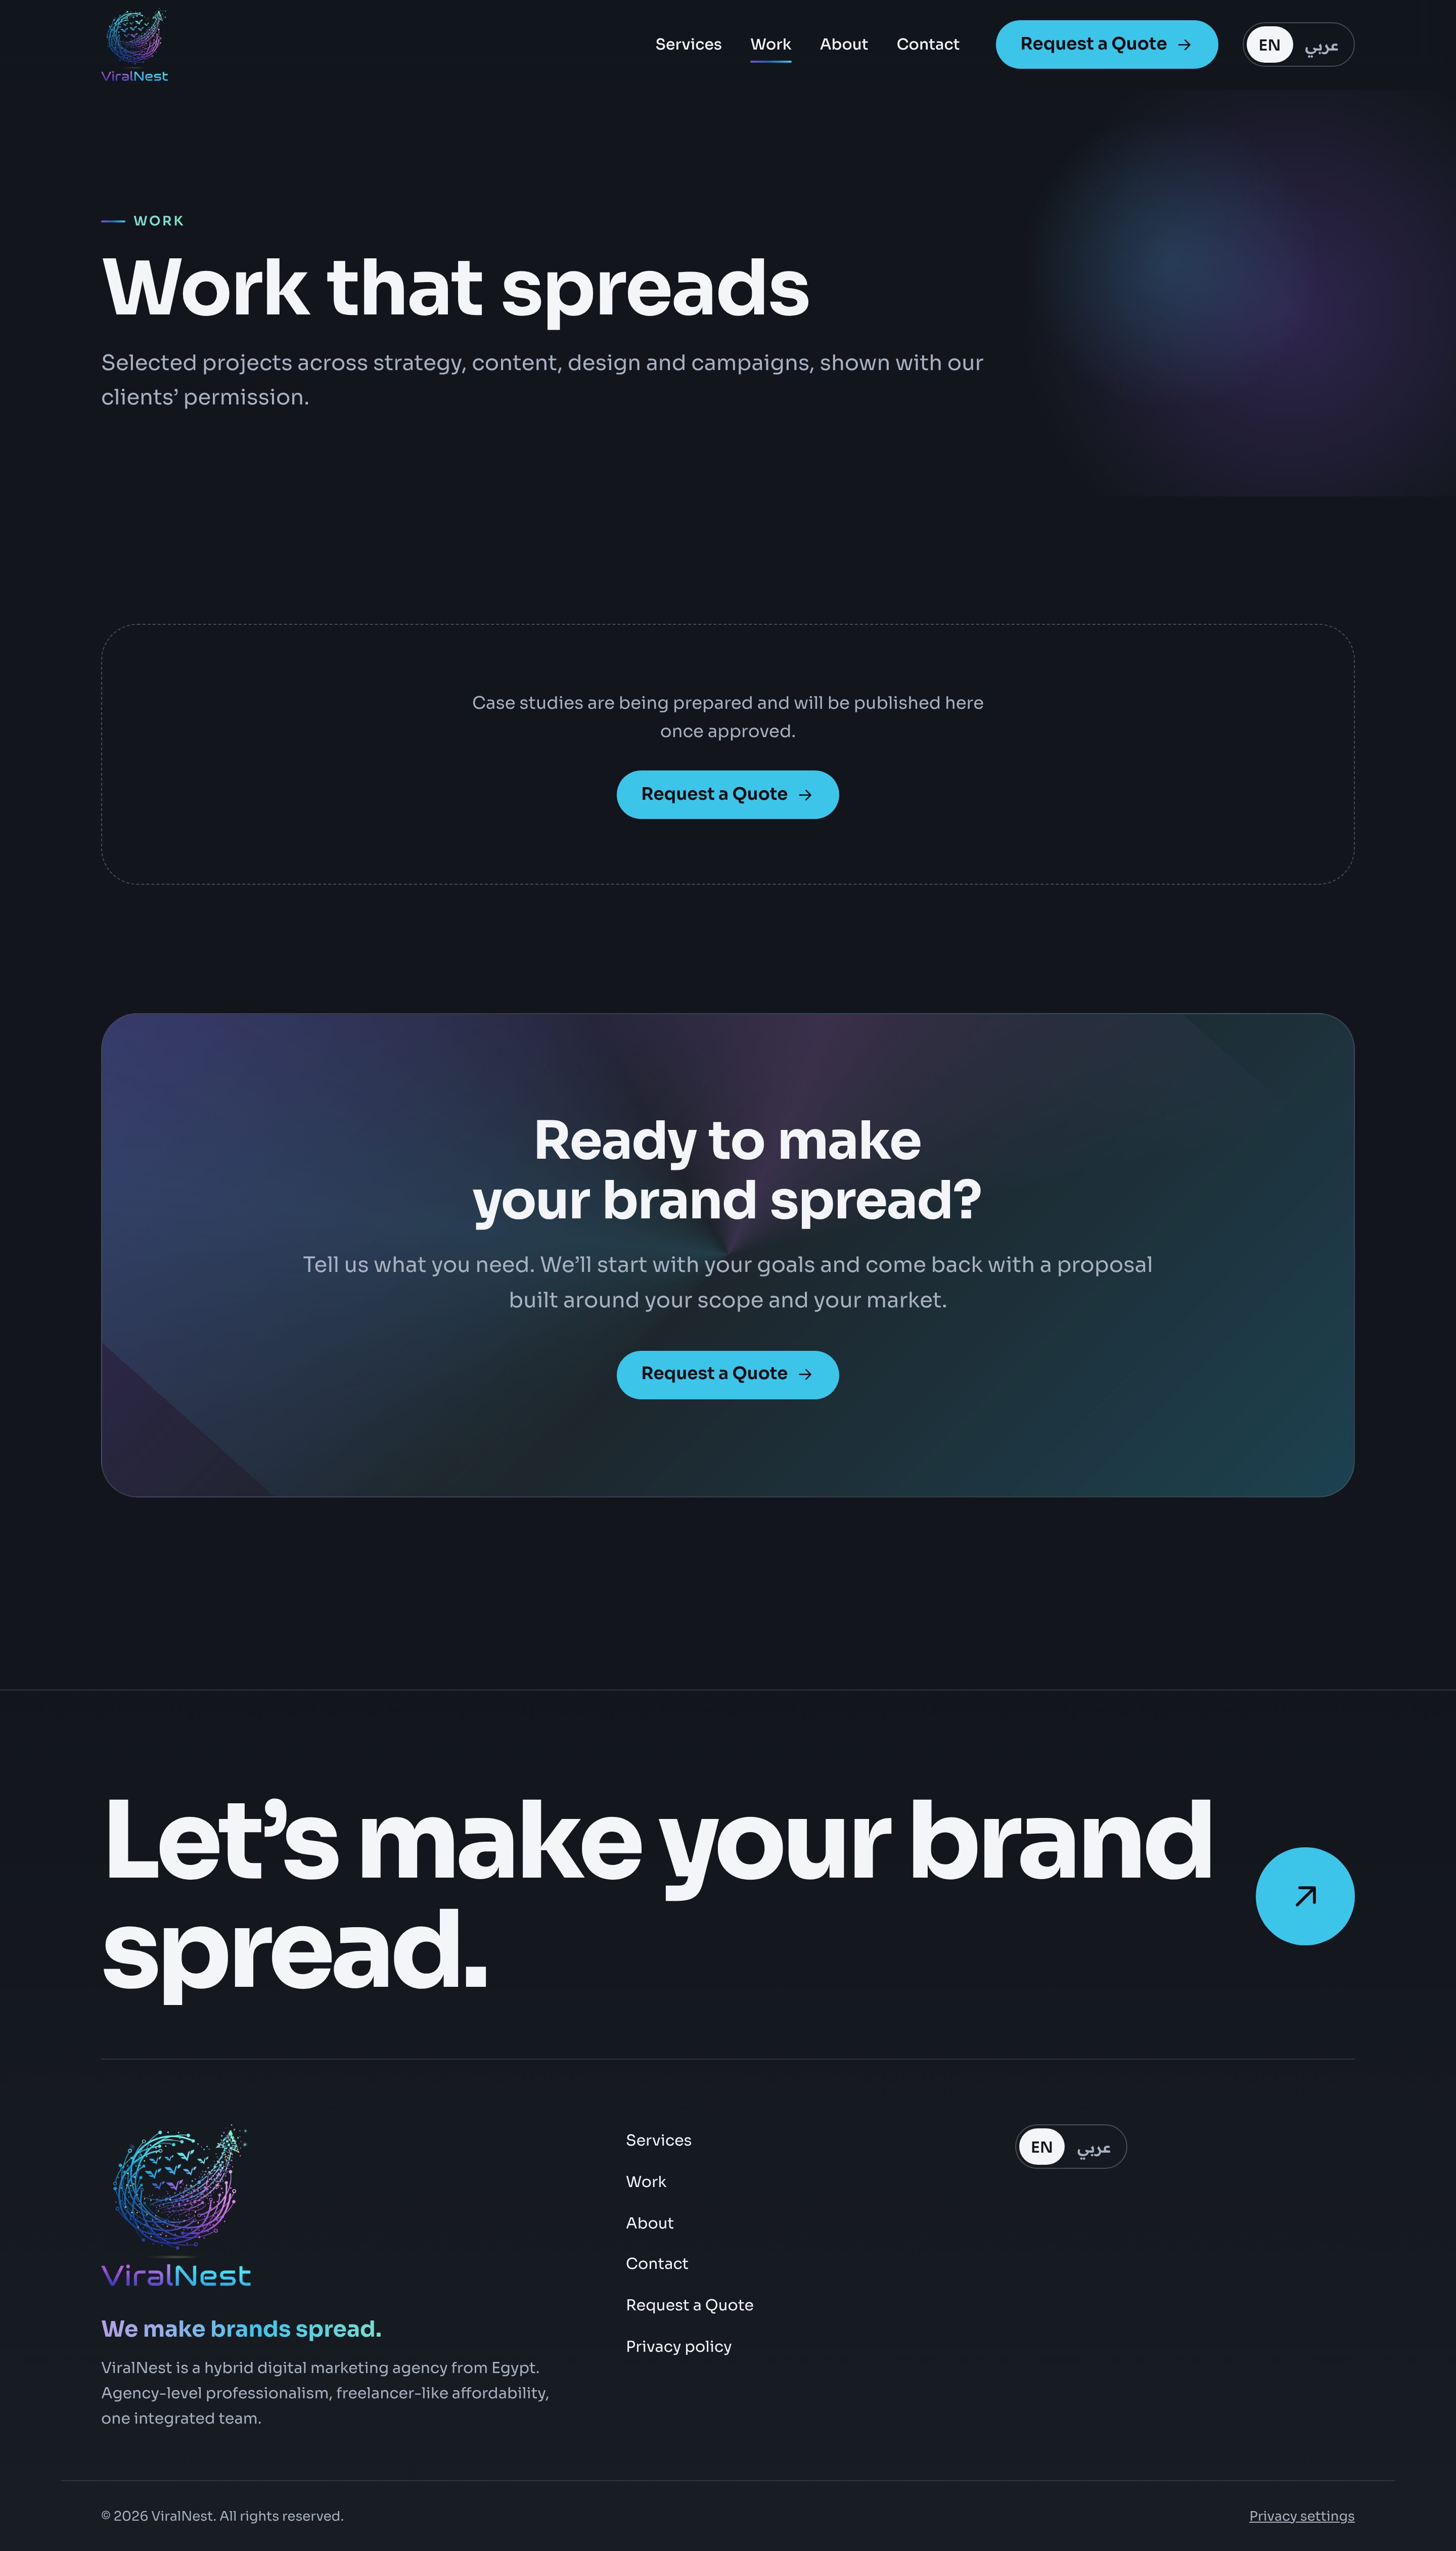 ViralNest
Services
Work
About
Contact
Request a Quote →
EN
عربي
WORK
Work that spreads
Selected projects across strategy, content, design and campaigns, shown with our
clients’ permission.
Case studies are being prepared and will be published here
once approved.
Request a Quote →
Ready to make
your brand spread?
Tell us what you need. We’ll start with your goals and come back with a proposal
built around your scope and your market.
Request a Quote →
Let’s make your brand
spread.
ViralNest
We make brands spread.
ViralNest is a hybrid digital marketing agency from Egypt.
Agency-level professionalism, freelancer-like affordability,
one integrated team.
Services
Work
About
Contact
Request a Quote
Privacy policy
EN
عربي
© 2026 ViralNest. All rights reserved.
Privacy settings